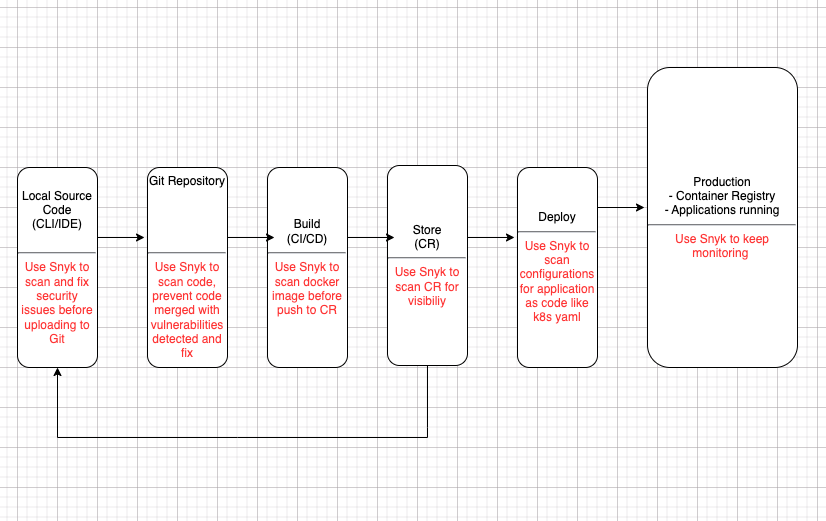 Local Source
Code
(CLI/IDE)
Use Snyk to
scan and fix
security
issues before
uploading to
Git
Git Repository
Use Snyk to
scan code,
prevent code
merged with
vulnerabilities
detected and
fix
Build
(CI/CD)
Use Snyk to
scan docker
image before
push to CR
Store
(CR)
Use Snyk to
scan CR for
visibiliy
Deploy
Use Snyk to
scan
configurations
for application
as code like
k8s yaml
Production
- Container Registry
- Applications running
Use Snyk to keep
monitoring